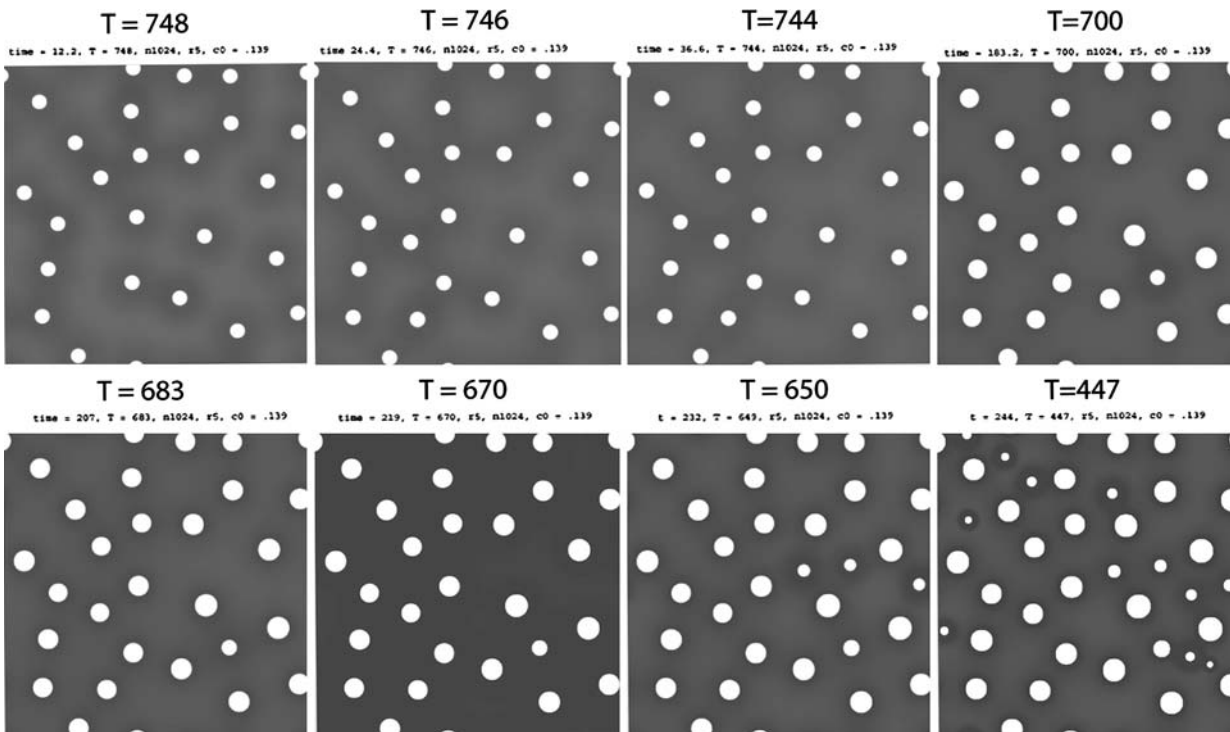 T = 748
T = 746
T=744
T=700
time = 12.2, T = 748, n1024, r5, c0 = .139
time 24.4, T = 746, n1024, r5, c0 = .139
time = 36.6, T = 744, n1024, r5, c0 = .139
time = 183.2, T = 700, n1024, r5, c0 = .139
T = 683
T = 670
T = 650
T=447
time = 207, T = 683, n1024, r5, c0 = .139
time = 219, T = 670, n1024, r5, c0 = .139
t = 232, T = 649, n1024, r5, c0 = .139
t = 244, T = 447, r5, n1024, c0 = .139